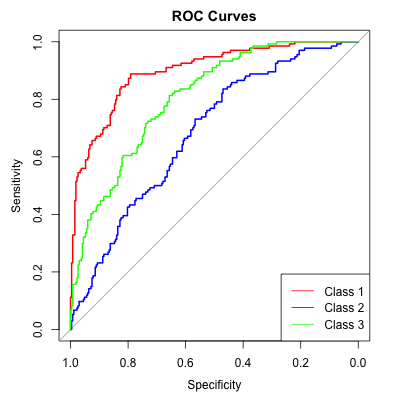 ROC Curves
Sensitivity
1.0
0.8
0.6
0.4
0.2
0.0
Class 1
Class 2
Class 3
1.0 0.8 0.6 0.4 0.2 0.0
Specificity